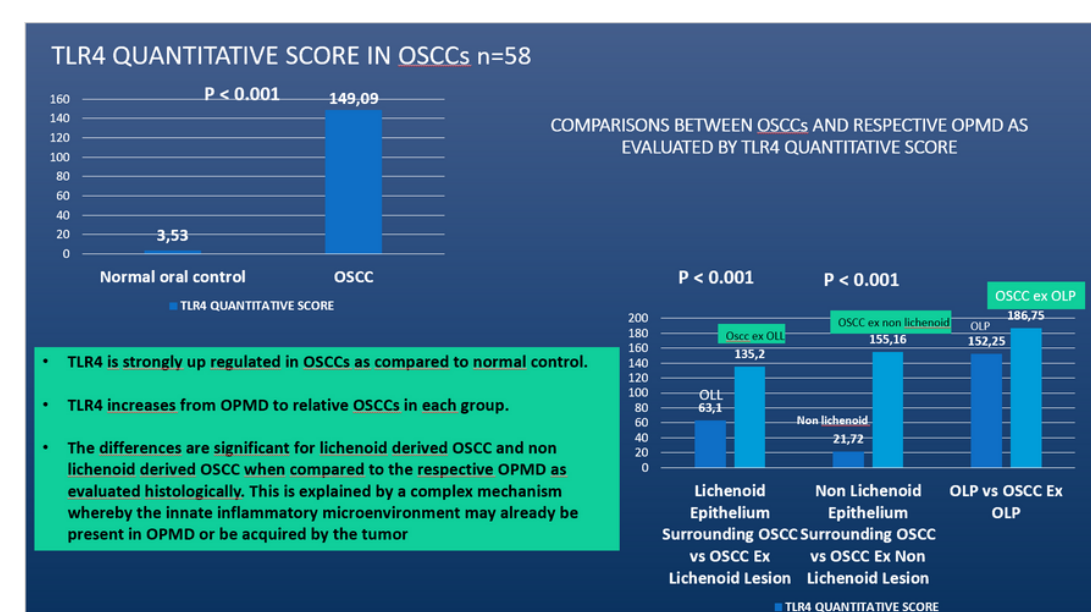 TLR4 QUANTITATIVE SCORE IN OSCCs n=58
P < 0.001
160
140
120
100
80
60
40
20
0
149,09
3,53
Normal oral control
OSCC
TLR4 QUANTITATIVE SCORE
COMPARISONS BETWEEN OSCCs AND RESPECTIVE OPMD AS
EVALUATED BY TLR4 QUANTITATIVE SCORE
• TLR4 is strongly up regulated in OSCCs as compared to normal control.
• TLR4 increases from OPMD to relative OSCCs in each group.
• The differences are significant for lichenoid derived OSCC and non
lichenoid derived OSCC when compared to the respective OPMD as
evaluated histologically. This is explained by a complex mechanism
whereby the innate inflammatory microenvironment may already be
present in OPMD or be acquired by the tumor
P < 0.001
P < 0.001
200
180
160
140
120
100
80
60
40
20
0
OLL
63,1
Oscc ex OLL
135,2
Non lichenoid
21,72
OSCC ex non lichenoid
155,16
OLP
152,25
OSCC ex OLP
186,75
Lichenoid
Epithelium
Surrounding OSCC
vs OSCC Ex
Lichenoid Lesion
Non Lichenoid
Epithelium
Surrounding OSCC
vs OSCC Ex Non
Lichenoid Lesion
OLP vs OSCC Ex
OLP
TLR4 QUANTITATIVE SCORE